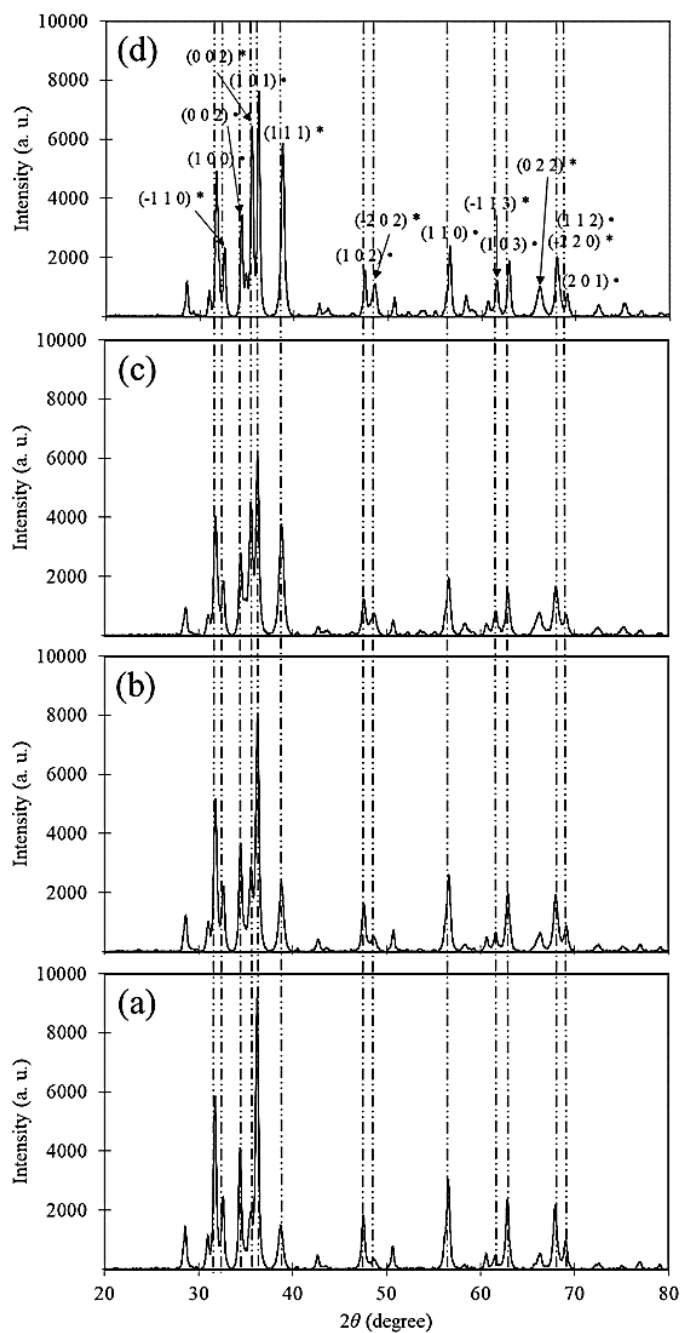 10000
8000
6000
4000
2000
0
Intensity (a. u.)
(d)
(0 0 2) *
(1 0 1) •
(0 0 2) •
(1 1 1) *
(1 0 0) •
(-1 1 0) *
(1 0 2) •
(-2 0 2) *
(1 1 0) •
(-1 1 3) *
(1 0 3) •
(0 2 2) *
(1 1 2) •
(-2 2 0) *
(2 0 1) •
10000
8000
6000
4000
2000
0
Intensity (a. u.)
(c)
10000
8000
6000
4000
2000
0
Intensity (a. u.)
(b)
10000
8000
6000
4000
2000
0
Intensity (a. u.)
(a)
20 30 40 50 60 70 80
2θ (degree)